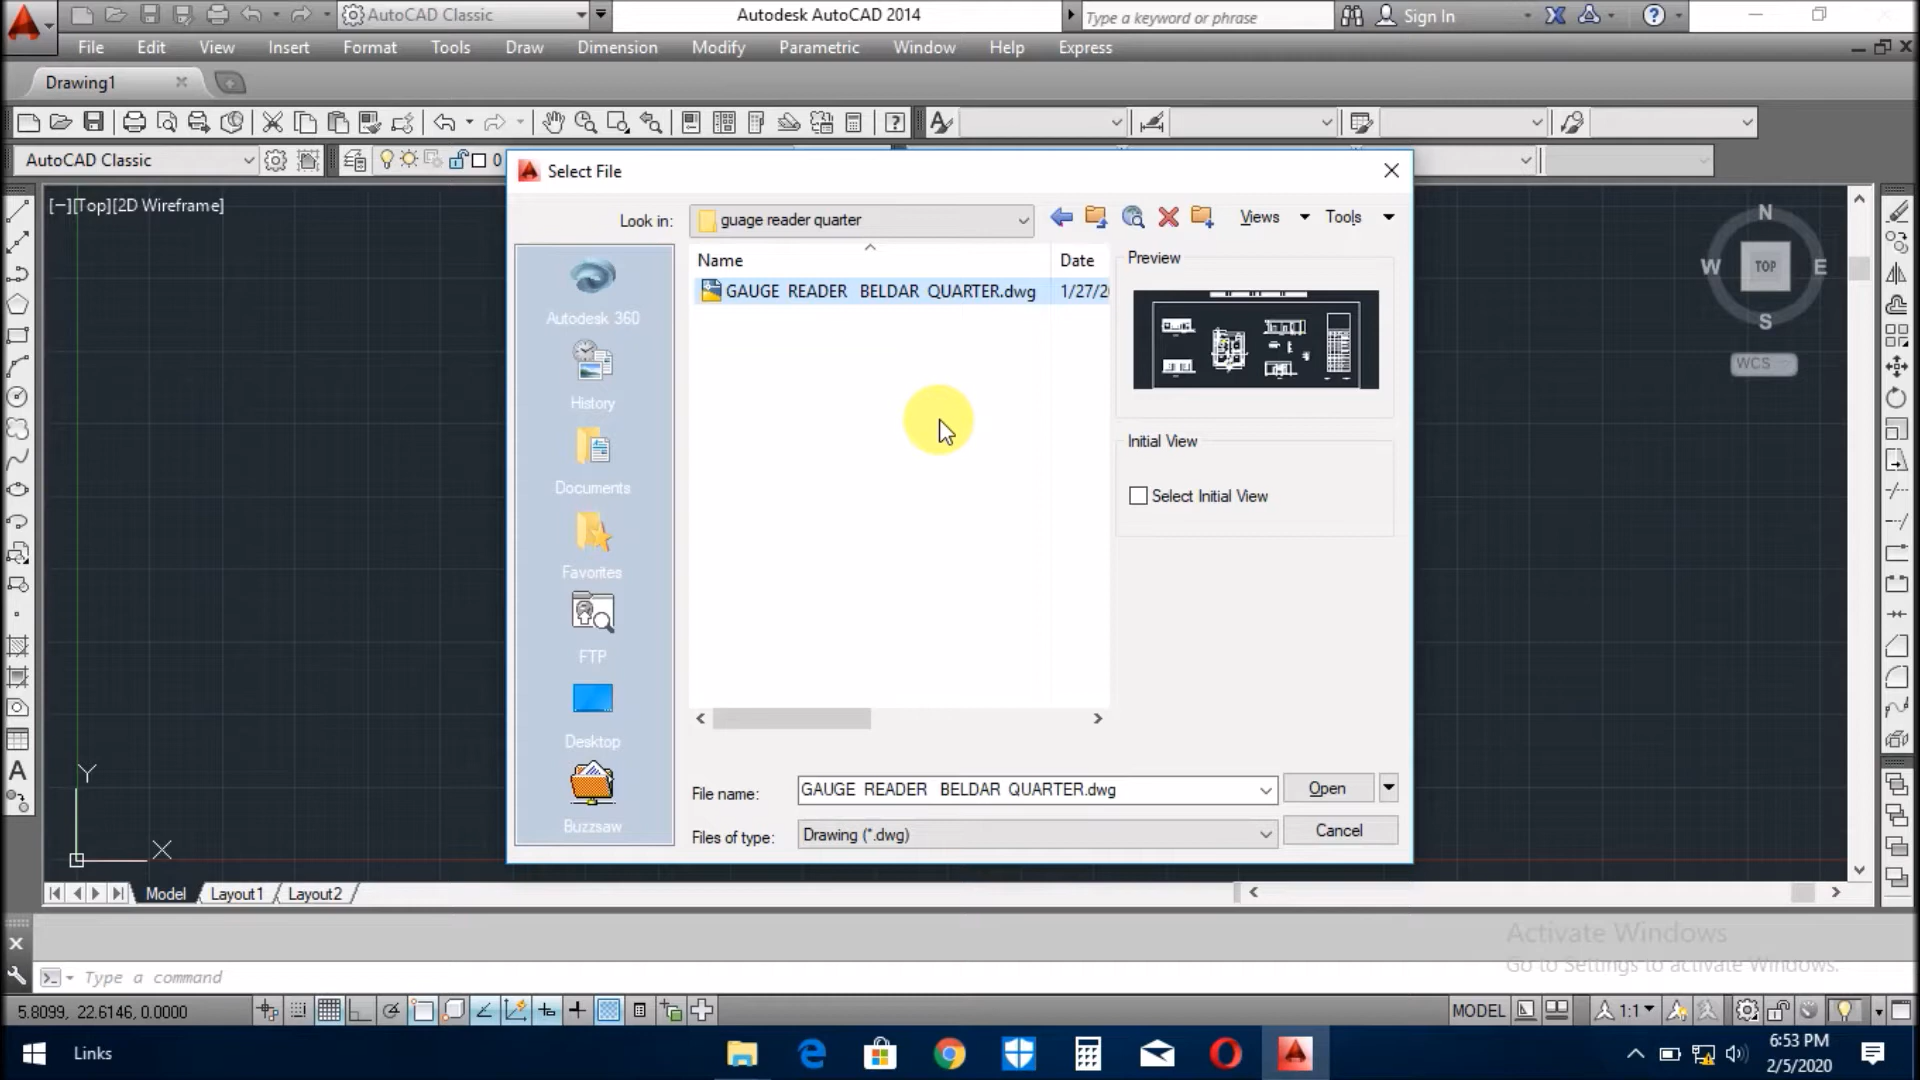 AutoCAD Classic
Autodesk AutoCAD 2014
Type a keyword or phrase
Sign In
File Edit View Insert Format Tools Draw Dimension Modify Parametric Window Help Express
Drawing1
AutoCAD Classic
0
[−][Top][2D Wireframe]
Select File
Look in:
guage reader quarter
Views
Tools
Name
Date
GAUGE READER BELDAR QUARTER.dwg
1/27/2
Preview
Initial View
Select Initial View
Autodesk 360
History
Documents
Favorites
FTP
Desktop
Buzzsaw
File name:
GAUGE READER BELDAR QUARTER.dwg
Open
Files of type:
Drawing (*.dwg)
Cancel
N
W
TOP
E
S
WCS
Y
X
Model
Layout1
Layout2
Activate Windows
Go to Settings to activate Windows.
Type a command
5.8099, 22.6146, 0.0000
MODEL
1:1
Links
6:53 PM
2/5/2020